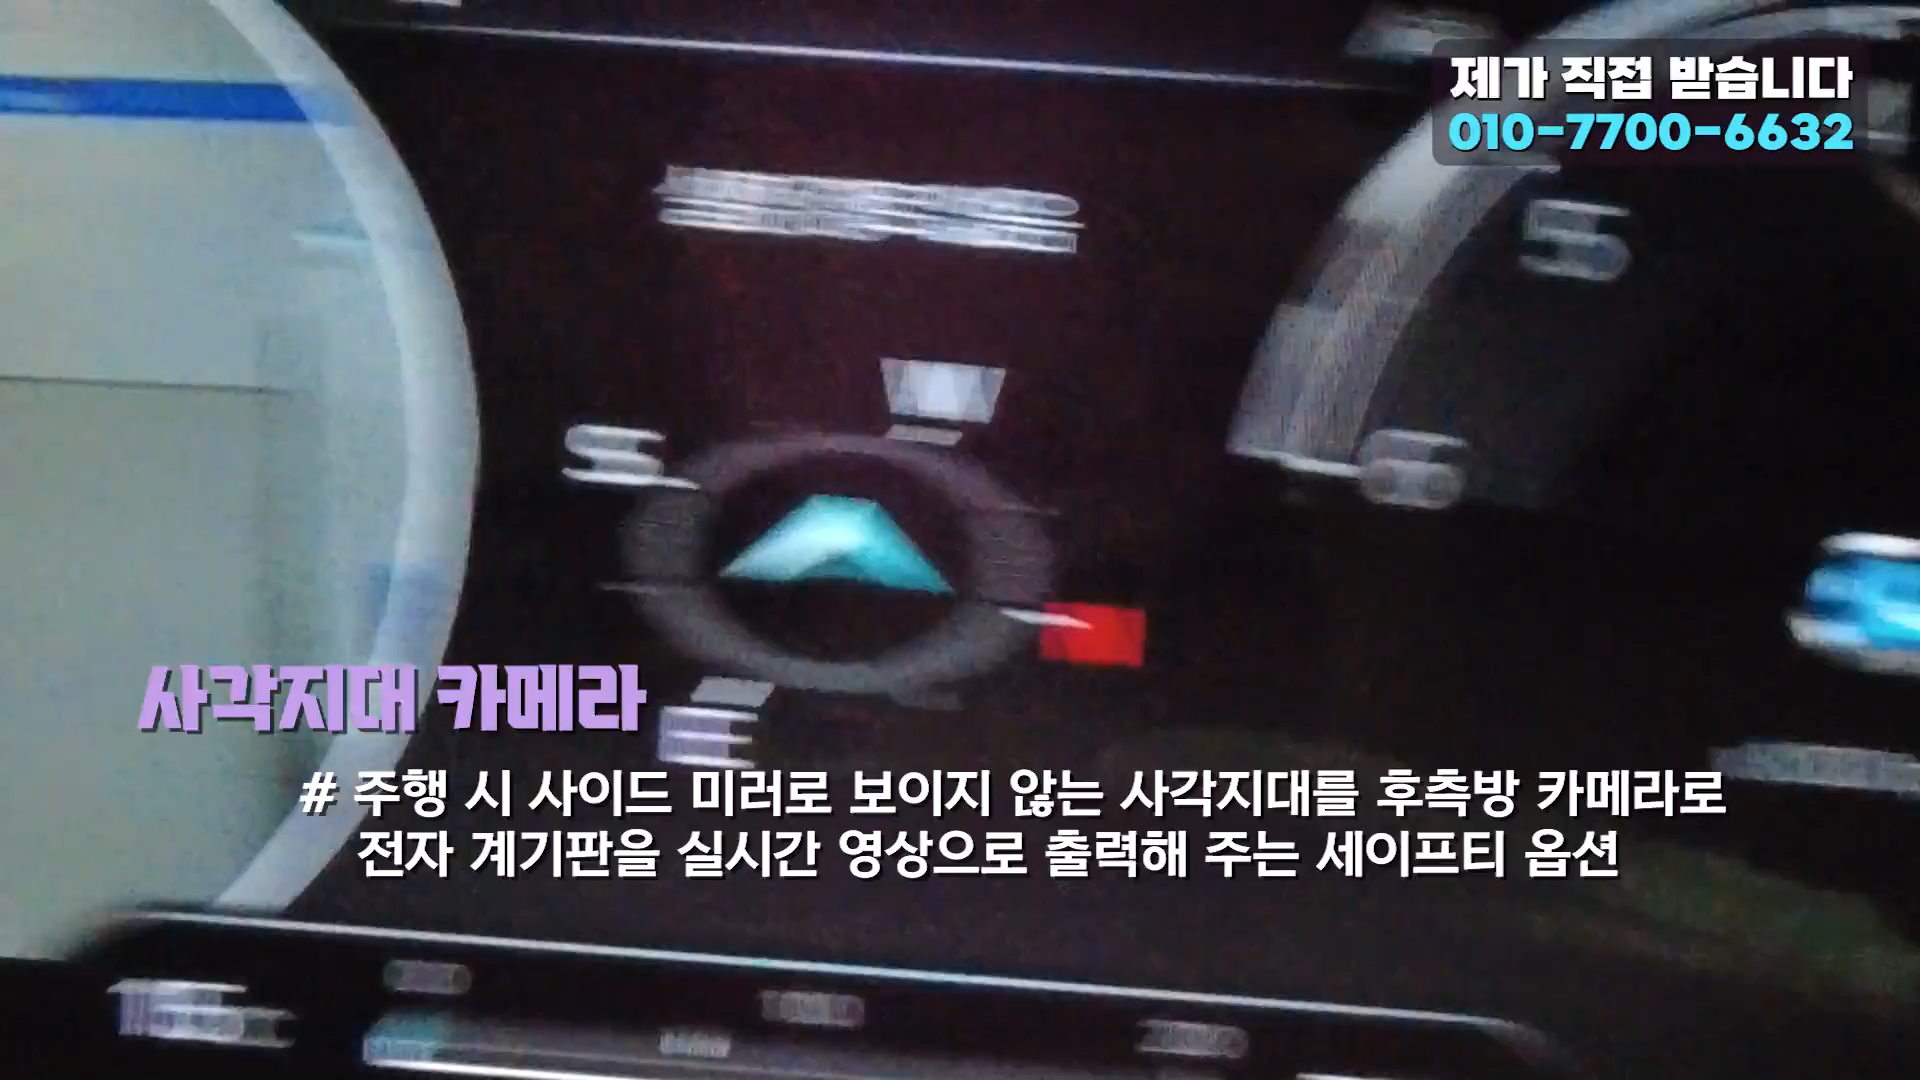 제가 직접 받습니다
010-7700-6632
5
S
6
사각지대 카메라
E
# 주행 시 사이드 미러로 보이지 않는 사각지대를 후측방 카메라로
전자 계기판을 실시간 영상으로 출력해 주는 세이프티 옵션